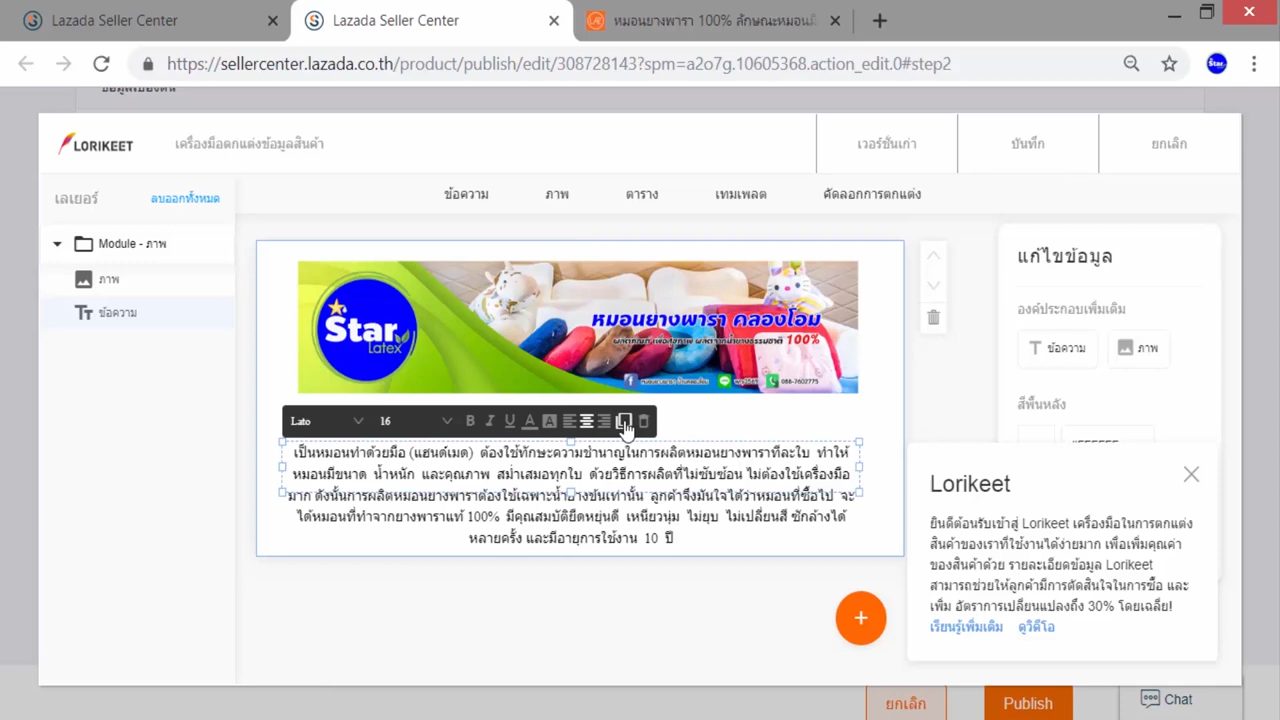 Lazada Seller Center
Lazada Seller Center
หมอนยางพารา 100% ลักษณะหมอน
https://sellercenter.lazada.co.th/product/publish/edit/308728143?spm=a2o7g.10605368.action_edit.0#step2
Star
ข้อมูลเบื้องต้น
LORIKEET
เครื่องมือตกแต่งข้อมูลสินค้า
เวอร์ชั่นเก่า
บันทึก
ยกเลิก
เลเยอร์
ลบออกทั้งหมด
ข้อความ
ภาพ
ตาราง
เทมเพลต
คัดลอกการตกแต่ง
Module - ภาพ
ภาพ
ข้อความ
Star
Latex
หมอนยางพารา คลองโอม
100%
088-7602775
แก้ไขข้อมูล
องค์ประกอบเพิ่มเติม
ข้อความ
ภาพ
สีพื้นหลัง
Lato
16
เป็นหมอนทำด้วยมือ (แฮนด์เมด) ต้องใช้ทักษะความชำนาญในการผลิตหมอนยางพาราทีละใบ ทำให้
หมอนมีขนาด น้ำหนัก และคุณภาพ สม่ำเสมอทุกใบ ด้วยวิธีการผลิตที่ไม่ซับซ้อน ไม่ต้องใช้เครื่องมือ
มาก ดังนั้นการผลิตหมอนยางพาราต้องใช้เฉพาะน้ำยางข้นเท่านั้น ลูกค้าจึงมั่นใจได้ว่าหมอนที่ซื้อไป จะ
ได้หมอนที่ทำจากยางพาราแท้ 100% มีคุณสมบัติยืดหยุ่นดี เหนียวนุ่ม ไม่ยุบ ไม่เปลี่ยนสี ซักล้างได้
หลายครั้ง และมีอายุการใช้งาน 10 ปี
Lorikeet
ยินดีต้อนรับเข้าสู่ Lorikeet เครื่องมือในการตกแต่ง
สินค้าของเราที่ใช้งานได้ง่ายมาก เพื่อเพิ่มคุณค่า
ของสินค้าด้วย รายละเอียดข้อมูล Lorikeet
สามารถช่วยให้ลูกค้ามีการตัดสินใจในการซื้อ และ
เพิ่ม อัตราการเปลี่ยนแปลงถึง 30% โดยเฉลี่ย!
เรียนรู้เพิ่มเติม ดูวิดีโอ
ยกเลิก
Publish
Chat